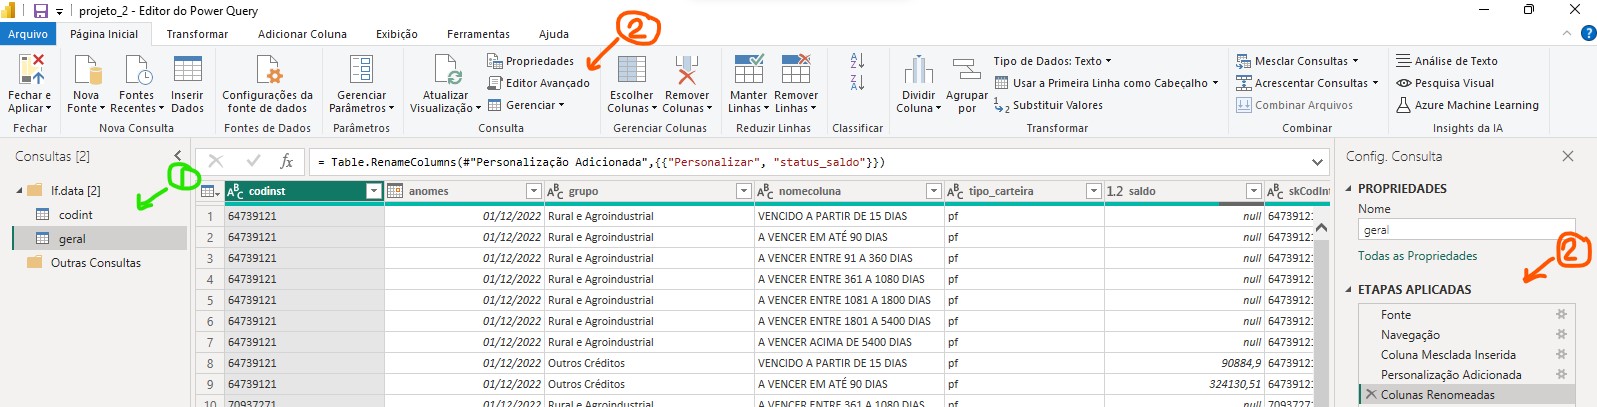 projeto_2 - Editor do Power Query
Arquivo Página Inicial Transformar Adicionar Coluna Exibição Ferramentas Ajuda
2
Fechar e Aplicar
Fechar
Nova Fonte
Fontes Recentes
Inserir Dados
Nova Consulta
Configurações da fonte de dados
Fontes de Dados
Gerenciar Parâmetros
Parâmetros
Atualizar Visualização
Propriedades
Editor Avançado
Gerenciar
Consulta
Escolher Colunas
Remover Colunas
Gerenciar Colunas
Manter Linhas
Remover Linhas
Reduzir Linhas
A
Z
Z
A
Classificar
Dividir Coluna
Agrupar por
Tipo de Dados: Texto
Usar a Primeira Linha como Cabeçalho
1
2
Substituir Valores
Transformar
Mesclar Consultas
Acrescentar Consultas
Combinar Arquivos
Combinar
Análise de Texto
Pesquisa Visual
Azure Machine Learning
Insights da IA
Consultas [2]
1
If.data [2]
codint
geral
Outras Consultas
fx
= Table.RenameColumns(#"Personalização Adicionada",{{"Personalizar", "status_saldo"}})
ABC codinst anomes ABC grupo ABC nomecoluna ABC tipo_carteira 1.2 saldo ABC skCodIn
1 64739121 01/12/2022 Rural e Agroindustrial VENCIDO A PARTIR DE 15 DIAS pf null 6473912
2 64739121 01/12/2022 Rural e Agroindustrial A VENCER EM ATÉ 90 DIAS pf null 6473912
3 64739121 01/12/2022 Rural e Agroindustrial A VENCER ENTRE 91 A 360 DIAS pf null 6473912
4 64739121 01/12/2022 Rural e Agroindustrial A VENCER ENTRE 361 A 1080 DIAS pf null 6473912
5 64739121 01/12/2022 Rural e Agroindustrial A VENCER ENTRE 1081 A 1800 DIAS pf null 6473912
6 64739121 01/12/2022 Rural e Agroindustrial A VENCER ENTRE 1801 A 5400 DIAS pf null 6473912
7 64739121 01/12/2022 Rural e Agroindustrial A VENCER ACIMA DE 5400 DIAS pf null 6473912
8 64739121 01/12/2022 Outros Créditos VENCIDO A PARTIR DE 15 DIAS pf 90884,9 6473912
9 64739121 01/12/2022 Outros Créditos A VENCER EM ATÉ 90 DIAS pf 324130,51 6473912
10 70937271 01/12/2022 Rural e Agroindustrial A VENCER ENTRE 361 A 1080 DIAS pf null 7093727
Config. Consulta
PROPRIEDADES
Nome
geral
Todas as Propriedades
2
ETAPAS APLICADAS
Fonte
Navegação
Coluna Mesclada Inserida
Personalização Adicionada
Colunas Renomeadas